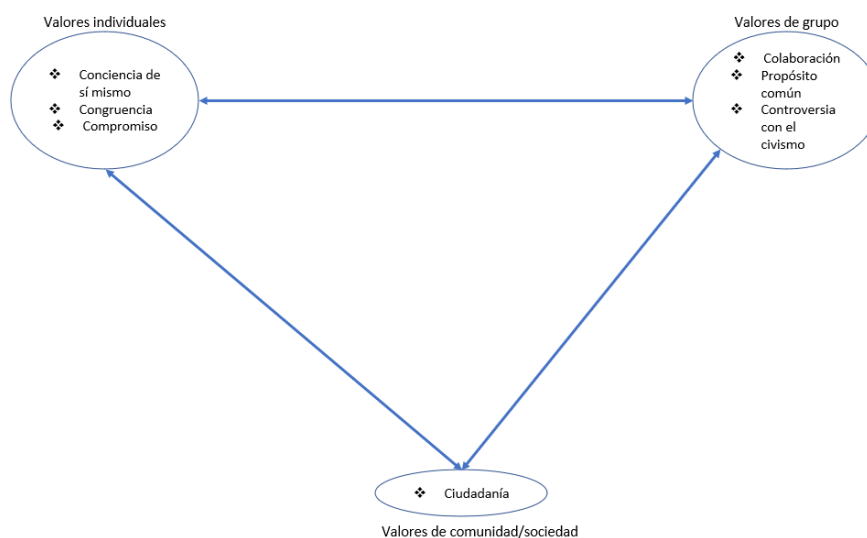 Valores individuales
❖ Conciencia de
sí mismo
❖ Congruencia
❖ Compromiso
Valores de grupo
❖ Colaboración
❖ Propósito
común
❖ Controversia
con el
civismo
❖ Ciudadanía
Valores de comunidad/sociedad